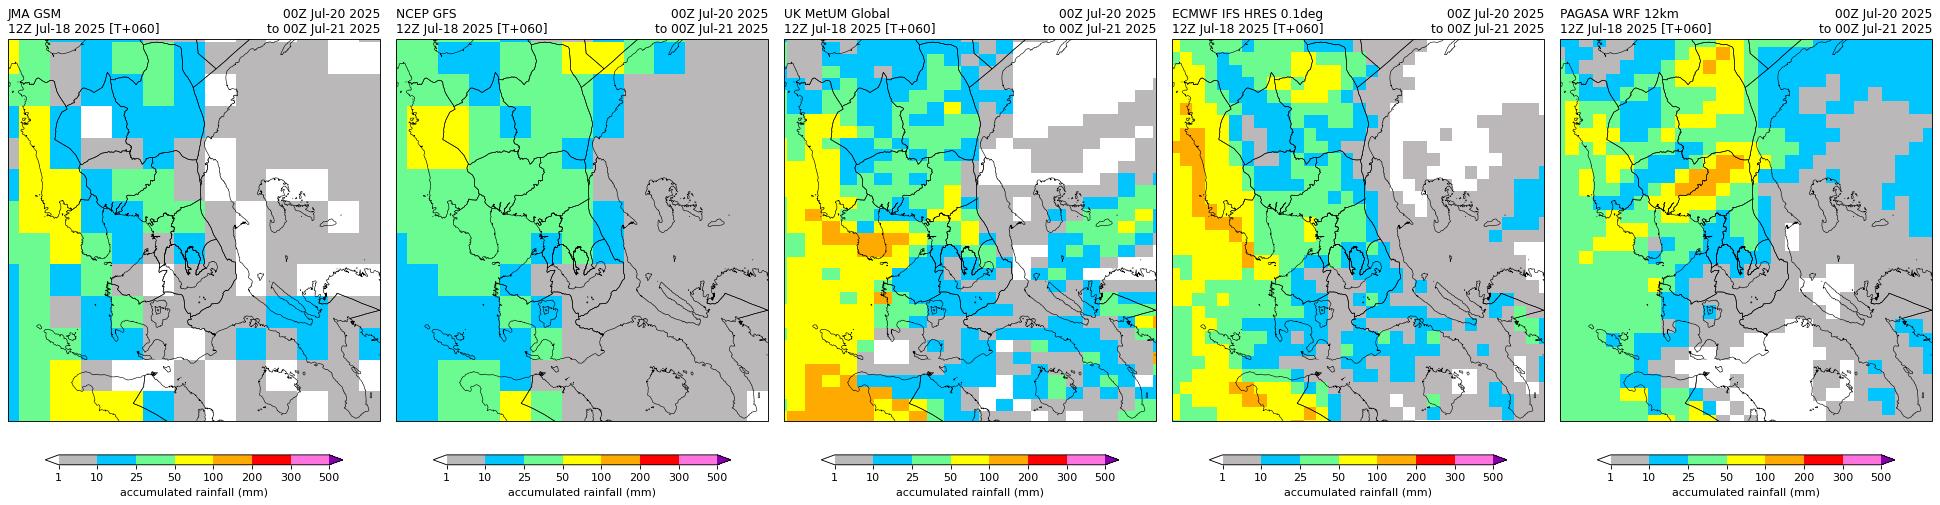 JMA GSM 00Z Jul-20 2025
12Z Jul-18 2025 [T+060] to 00Z Jul-21 2025
NCEP GFS 00Z Jul-20 2025
12Z Jul-18 2025 [T+060] to 00Z Jul-21 2025
UK MetUM Global 00Z Jul-20 2025
12Z Jul-18 2025 [T+060] to 00Z Jul-21 2025
ECMWF IFS HRES 0.1deg 00Z Jul-20 2025
12Z Jul-18 2025 [T+060] to 00Z Jul-21 2025
PAGASA WRF 12km 00Z Jul-20 2025
12Z Jul-18 2025 [T+060] to 00Z Jul-21 2025
1 10 25 50 100 200 300 500
accumulated rainfall (mm)
1 10 25 50 100 200 300 500
accumulated rainfall (mm)
1 10 25 50 100 200 300 500
accumulated rainfall (mm)
1 10 25 50 100 200 300 500
accumulated rainfall (mm)
1 10 25 50 100 200 300 500
accumulated rainfall (mm)